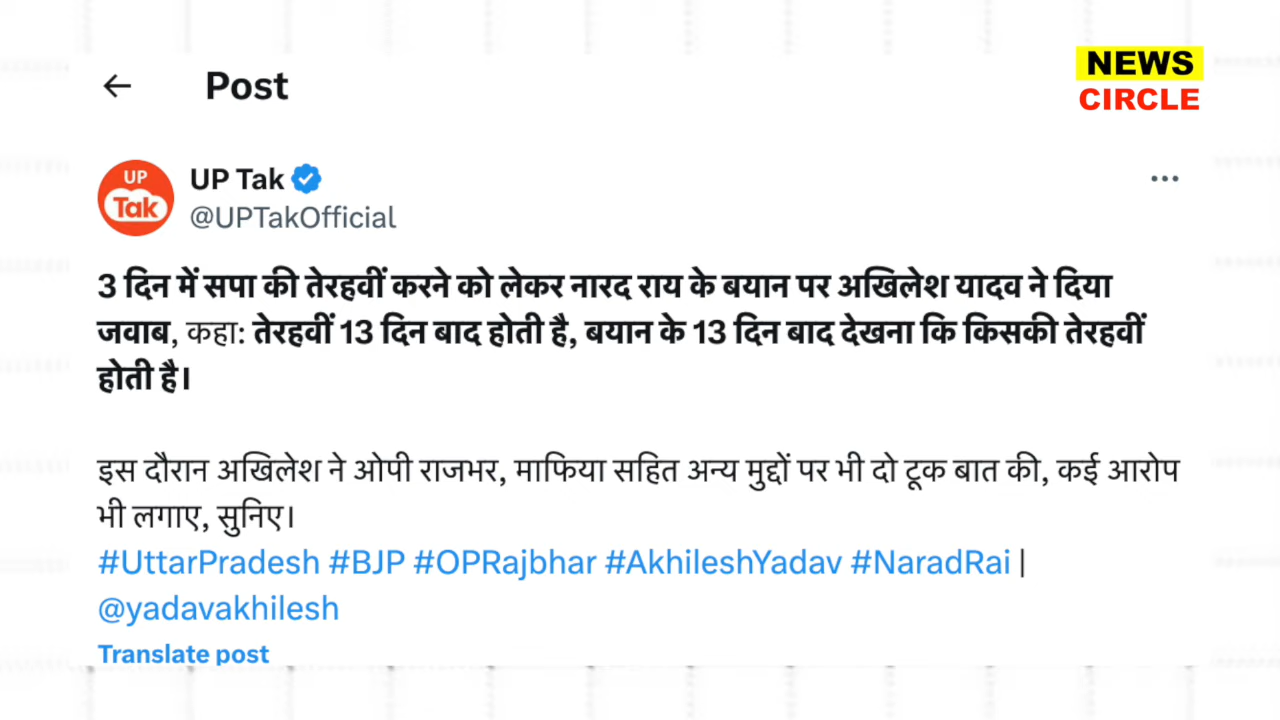 NEWS
CIRCLE
← Post
UP
Tak
UP Tak
@UPTakOfficial
3 दिन में सपा की तेरहवीं करने को लेकर नारद राय के बयान पर अखिलेश यादव ने दिया
जवाब, कहा: तेरहवीं 13 दिन बाद होती है, बयान के 13 दिन बाद देखना कि किसकी तेरहवीं
होती है।
इस दौरान अखिलेश ने ओपी राजभर, माफिया सहित अन्य मुद्दों पर भी दो टूक बात की, कई आरोप
भी लगाए, सुनिए।
#UttarPradesh #BJP #OPRajbhar #AkhileshYadav #NaradRai |
@yadavakhilesh
Translate post